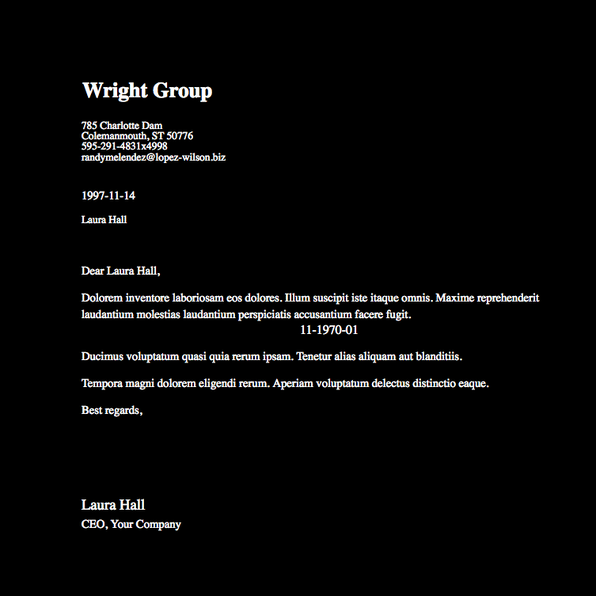 Wright Group
785 Charlotte Dam
Colemanmouth, ST 50776
595-291-4831x4998
randymelendez@lopez-wilson.biz
1997-11-14
Laura Hall
Dear Laura Hall,
Dolorem inventore laboriosam eos dolores. Illum suscipit iste itaque omnis. Maxime reprehenderit
laudantium molestias laudantium perspiciatis accusantium facere fugit.
11-1970-01
Ducimus voluptatum quasi quia rerum ipsam. Tenetur alias aliquam aut blanditiis.
Tempora magni dolorem eligendi rerum. Aperiam voluptatum delectus distinctio eaque.
Best regards,
Laura Hall
CEO, Your Company